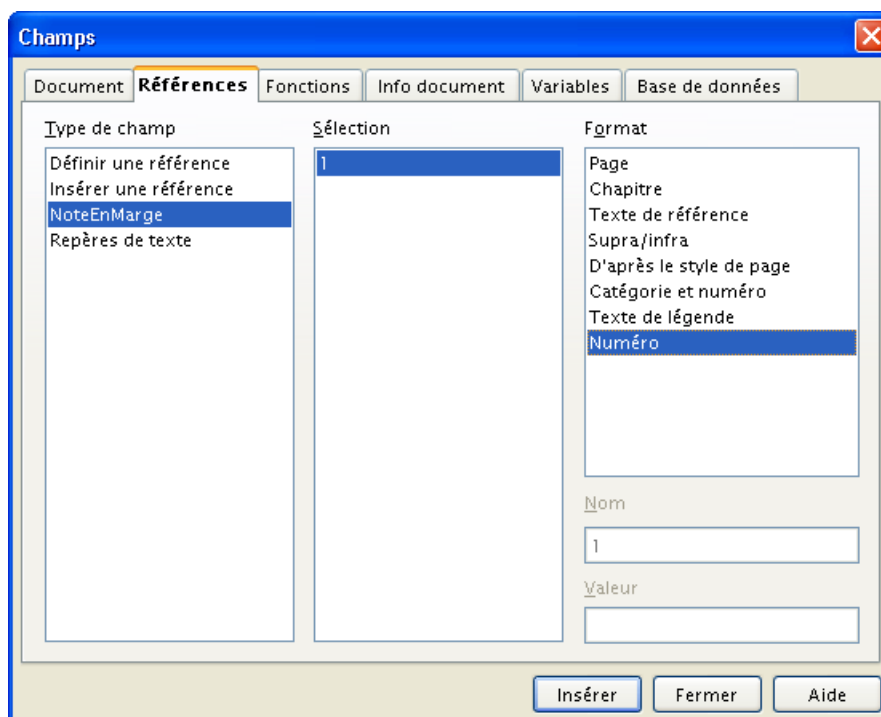 Champs
Document Références Fonctions Info document Variables Base de données
Type de champ
Définir une référence
Insérer une référence
NoteEnMarge
Repères de texte
Sélection
1
Format
Page
Chapitre
Texte de référence
Supra/infra
D'après le style de page
Catégorie et numéro
Texte de légende
Numéro
Nom
1
Valeur
Insérer Fermer Aide